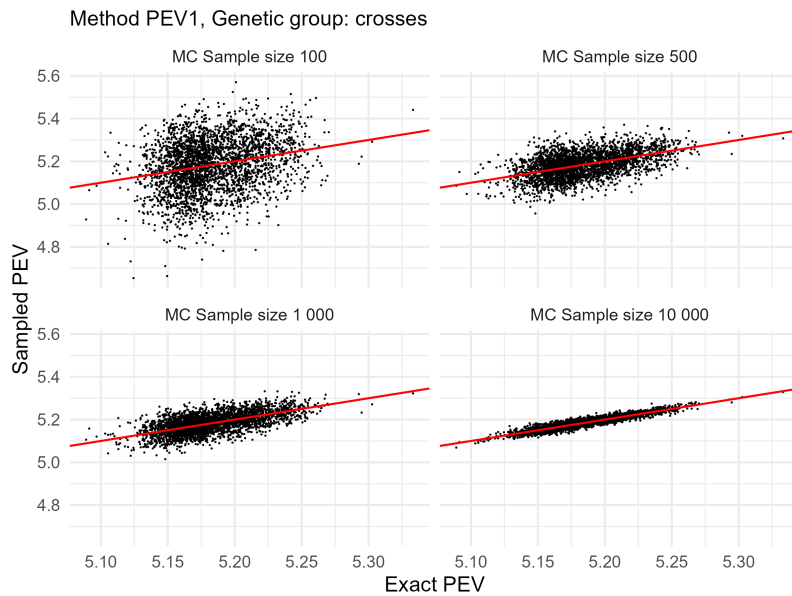 Method PEV1, Genetic group: crosses
MC Sample size 100
MC Sample size 500
5.6
5.4
5.2
5.0
4.8
MC Sample size 1 000
MC Sample size 10 000
5.6
5.4
5.2
5.0
4.8
Sampled PEV
5.10 5.15 5.20 5.25 5.30
5.10 5.15 5.20 5.25 5.30
Exact PEV